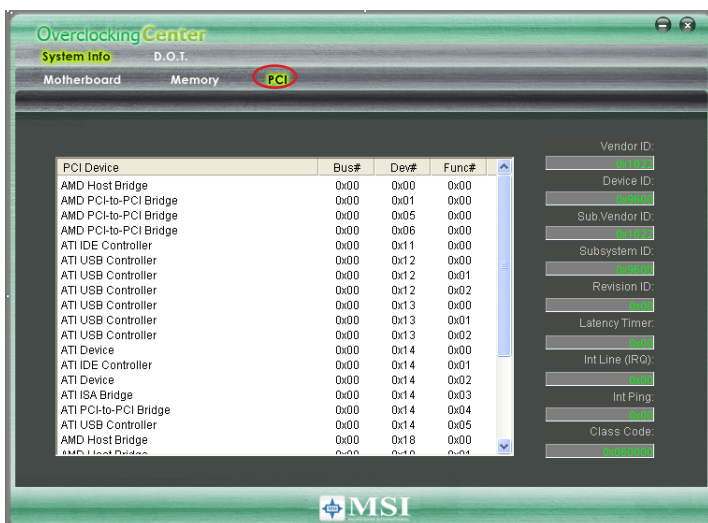 Overclocking Center
System Info D.O.T.
Motherboard Memory PCI
PCI Device Bus# Dev# Func#
AMD Host Bridge 0x00 0x00 0x00
AMD PCI-to-PCI Bridge 0x00 0x01 0x00
AMD PCI-to-PCI Bridge 0x00 0x05 0x00
AMD PCI-to-PCI Bridge 0x00 0x06 0x00
ATI IDE Controller 0x00 0x11 0x00
ATI USB Controller 0x00 0x12 0x00
ATI USB Controller 0x00 0x12 0x01
ATI USB Controller 0x00 0x12 0x02
ATI USB Controller 0x00 0x13 0x00
ATI USB Controller 0x00 0x13 0x01
ATI USB Controller 0x00 0x13 0x02
ATI Device 0x00 0x14 0x00
ATI IDE Controller 0x00 0x14 0x01
ATI Device 0x00 0x14 0x02
ATI ISA Bridge 0x00 0x14 0x03
ATI PCI-to-PCI Bridge 0x00 0x14 0x04
ATI USB Controller 0x00 0x14 0x05
AMD Host Bridge 0x00 0x18 0x00
Vendor ID:
Device ID:
Sub.Vendor ID:
Subsystem ID:
Revision ID:
Latency Timer:
Int Line (IRQ):
Int Ping:
Class Code:
MSI